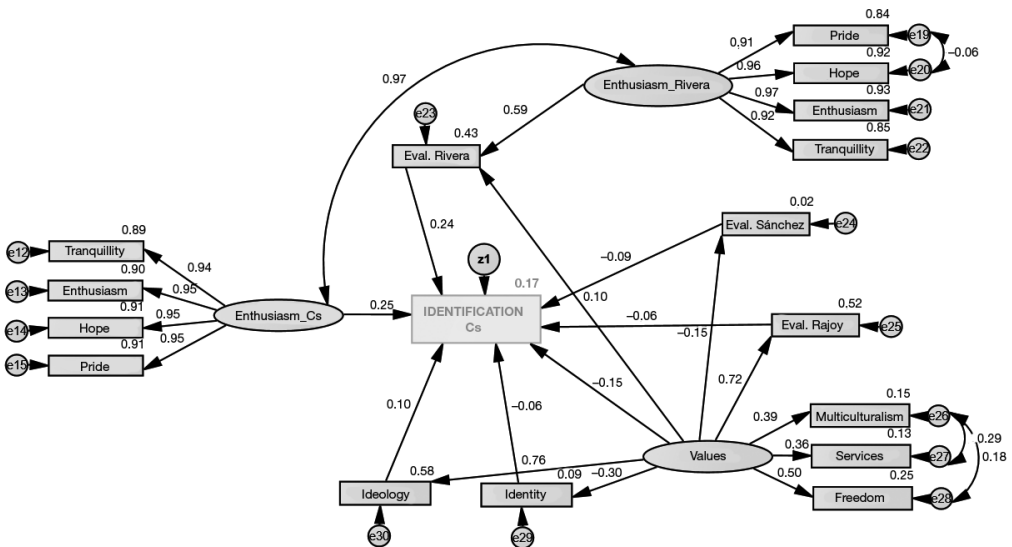 0.84
Pride
e19
0.91
−0.06
0.92
0.96
Hope
e20
Enthusiasm_Rivera
0.93
0.97
Enthusiasm
e21
0.92
0.85
Tranquillity
e22
0.97
0.59
e23
0.43
Eval. Rivera
0.24
0.02
Eval. Sánchez
e24
−0.09
0.89
e12
Tranquillity
0.94
0.90
e13
Enthusiasm
0.95
0.91
e14
Hope
0.95
0.91
e15
Pride
0.95
Enthusiasm_Cs
0.25
z1
0.17
IDENTIFICATION
Cs
0.10
−0.15
0.52
−0.06
Eval. Rajoy
e25
0.72
−0.15
0.10
−0.06
Values
0.15
0.39
Multiculturalism
e26
0.13
0.36
Services
e27
0.29
0.18
0.25
0.50
Freedom
e28
0.76
0.58
Ideology
e30
0.09
−0.30
Identity
e29